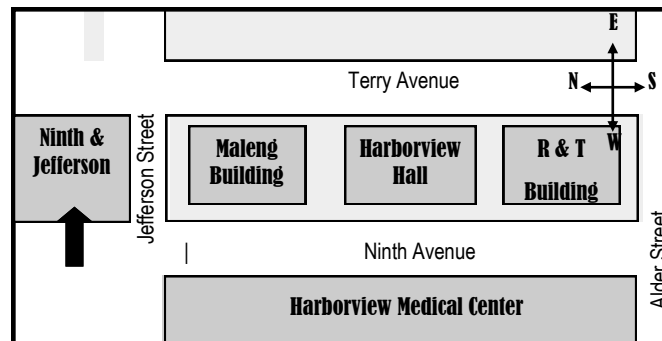 E
Terry Avenue
N
S
W
Ninth &
Jefferson
Jefferson Street
Maleng
Building
Harborview
Hall
R & T
Building
|
Ninth Avenue
Alder Street
Harborview Medical Center